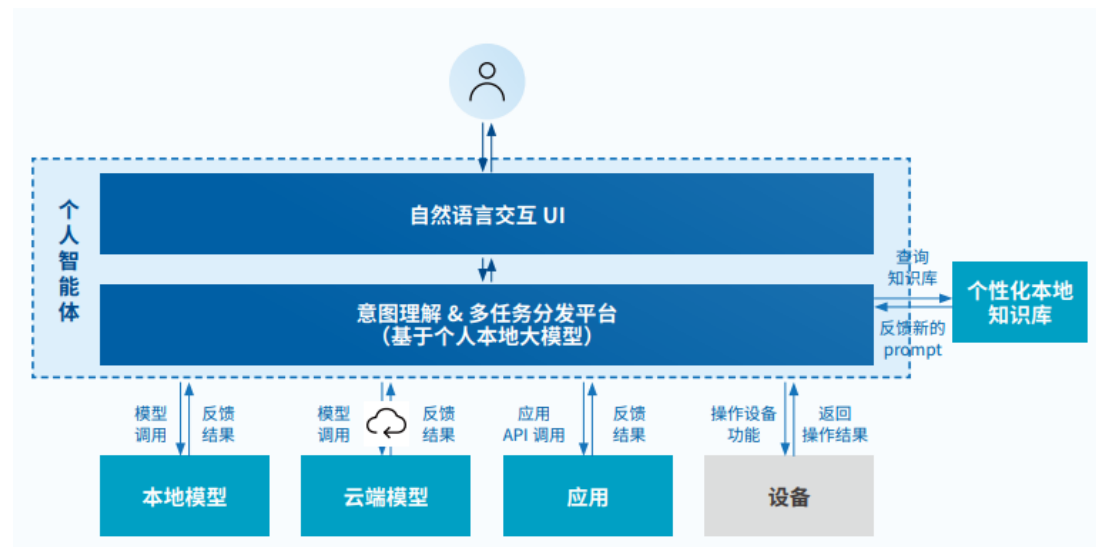 个
人
智
能
体
自然语言交互 UI
意图理解 & 多任务分发平台
（基于个人本地大模型）
查询
知识库
反馈新的
prompt
个性化本地
知识库
模型
调用
反馈
结果
模型
调用
反馈
结果
应用
API 调用
反馈
结果
操作设备
功能
返回
操作结果
本地模型
云端模型
应用
设备